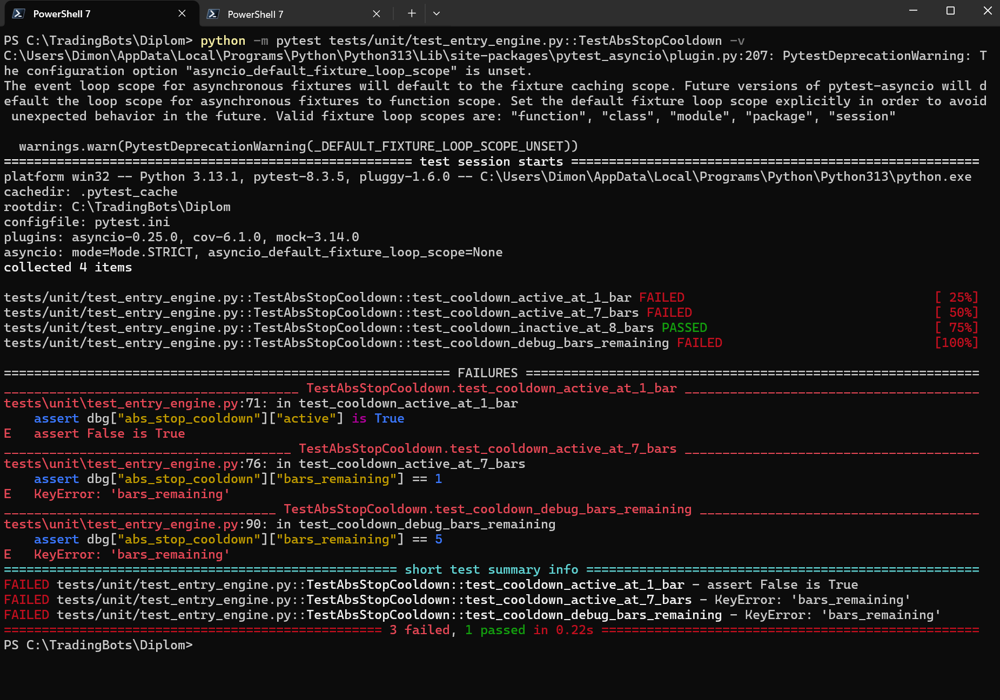 PowerShell 7
PowerShell 7
PS C:\TradingBots\Diplom> python -m pytest tests/unit/test_entry_engine.py::TestAbsStopCooldown -v
C:\Users\Dimon\AppData\Local\Programs\Python\Python313\Lib\site-packages\pytest_asyncio\plugin.py:207: PytestDeprecationWarning: T
he configuration option "asyncio_default_fixture_loop_scope" is unset.
The event loop scope for asynchronous fixtures will default to the fixture caching scope. Future versions of pytest-asyncio will d
efault the loop scope for asynchronous fixtures to function scope. Set the default fixture loop scope explicitly in order to avoid
 unexpected behavior in the future. Valid fixture loop scopes are: "function", "class", "module", "package", "session"
  warnings.warn(PytestDeprecationWarning(_DEFAULT_FIXTURE_LOOP_SCOPE_UNSET))
====================================================== test session starts ======================================================
platform win32 -- Python 3.13.1, pytest-8.3.5, pluggy-1.6.0 -- C:\Users\Dimon\AppData\Local\Programs\Python\Python313\python.exe
cachedir: .pytest_cache
rootdir: C:\TradingBots\Diplom
configfile: pytest.ini
plugins: asyncio-0.25.0, cov-6.1.0, mock-3.14.0
asyncio: mode=Mode.STRICT, asyncio_default_fixture_loop_scope=None
collected 4 items
tests/unit/test_entry_engine.py::TestAbsStopCooldown::test_cooldown_active_at_1_bar FAILED [ 25%]
tests/unit/test_entry_engine.py::TestAbsStopCooldown::test_cooldown_active_at_7_bars FAILED [ 50%]
tests/unit/test_entry_engine.py::TestAbsStopCooldown::test_cooldown_inactive_at_8_bars PASSED [ 75%]
tests/unit/test_entry_engine.py::TestAbsStopCooldown::test_cooldown_debug_bars_remaining FAILED [100%]
=========================================================== FAILURES ============================================================
_______________________________________ TestAbsStopCooldown.test_cooldown_active_at_1_bar _______________________________________
tests\unit\test_entry_engine.py:71: in test_cooldown_active_at_1_bar
    assert dbg["abs_stop_cooldown"]["active"] is True
E   assert False is True
______________________________________ TestAbsStopCooldown.test_cooldown_active_at_7_bars _______________________________________
tests\unit\test_entry_engine.py:76: in test_cooldown_active_at_7_bars
    assert dbg["abs_stop_cooldown"]["bars_remaining"] == 1
E   KeyError: 'bars_remaining'
____________________________________ TestAbsStopCooldown.test_cooldown_debug_bars_remaining _____________________________________
tests\unit\test_entry_engine.py:90: in test_cooldown_debug_bars_remaining
    assert dbg["abs_stop_cooldown"]["bars_remaining"] == 5
E   KeyError: 'bars_remaining'
==================================================== short test summary info ====================================================
FAILED tests/unit/test_entry_engine.py::TestAbsStopCooldown::test_cooldown_active_at_1_bar - assert False is True
FAILED tests/unit/test_entry_engine.py::TestAbsStopCooldown::test_cooldown_active_at_7_bars - KeyError: 'bars_remaining'
FAILED tests/unit/test_entry_engine.py::TestAbsStopCooldown::test_cooldown_debug_bars_remaining - KeyError: 'bars_remaining'
================================================== 3 failed, 1 passed in 0.22s ==================================================
PS C:\TradingBots\Diplom>